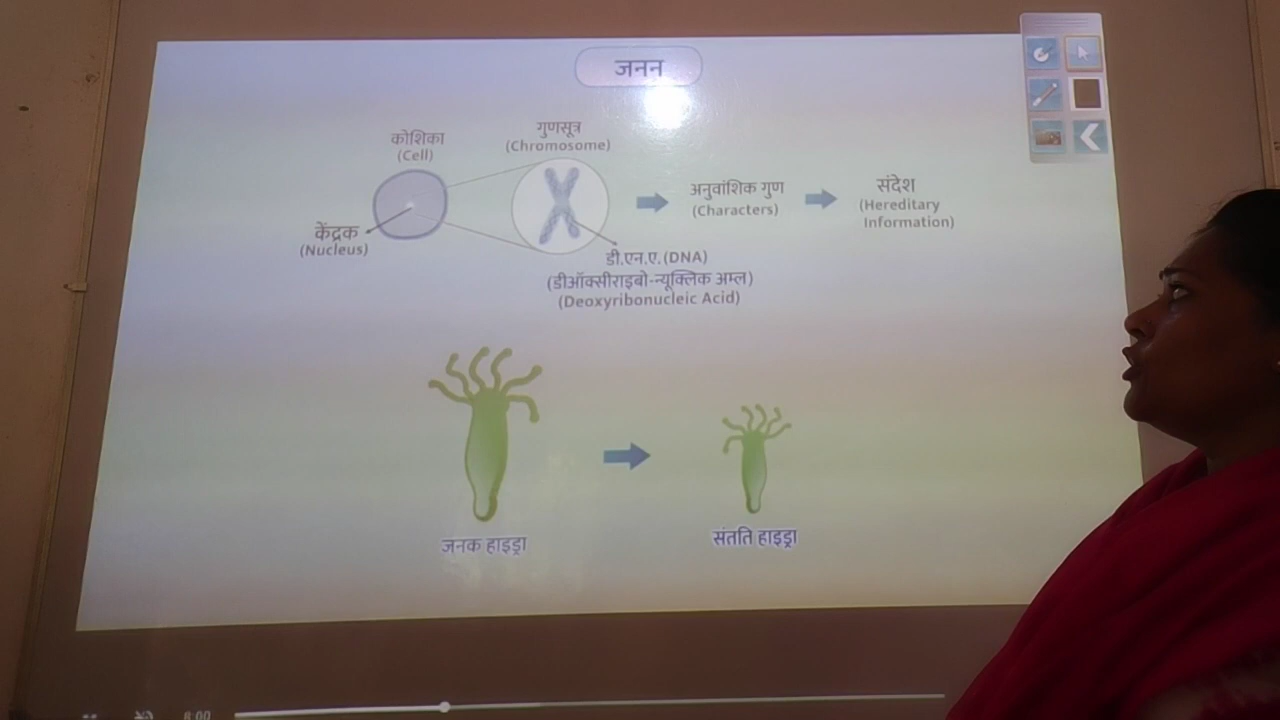 जनन
कोशिका
(Cell)
गुणसूत्र
(Chromosome)
केंद्रक
(Nucleus)
अनुवांशिक गुण
(Characters)
संदेश
(Hereditary
Information)
डी.एन.ए.(DNA)
(डीऑक्सीराइबो-न्यूक्लिक अम्ल)
(Deoxyribonucleic Acid)
जनक हाइड्रा
संतति हाइड्रा